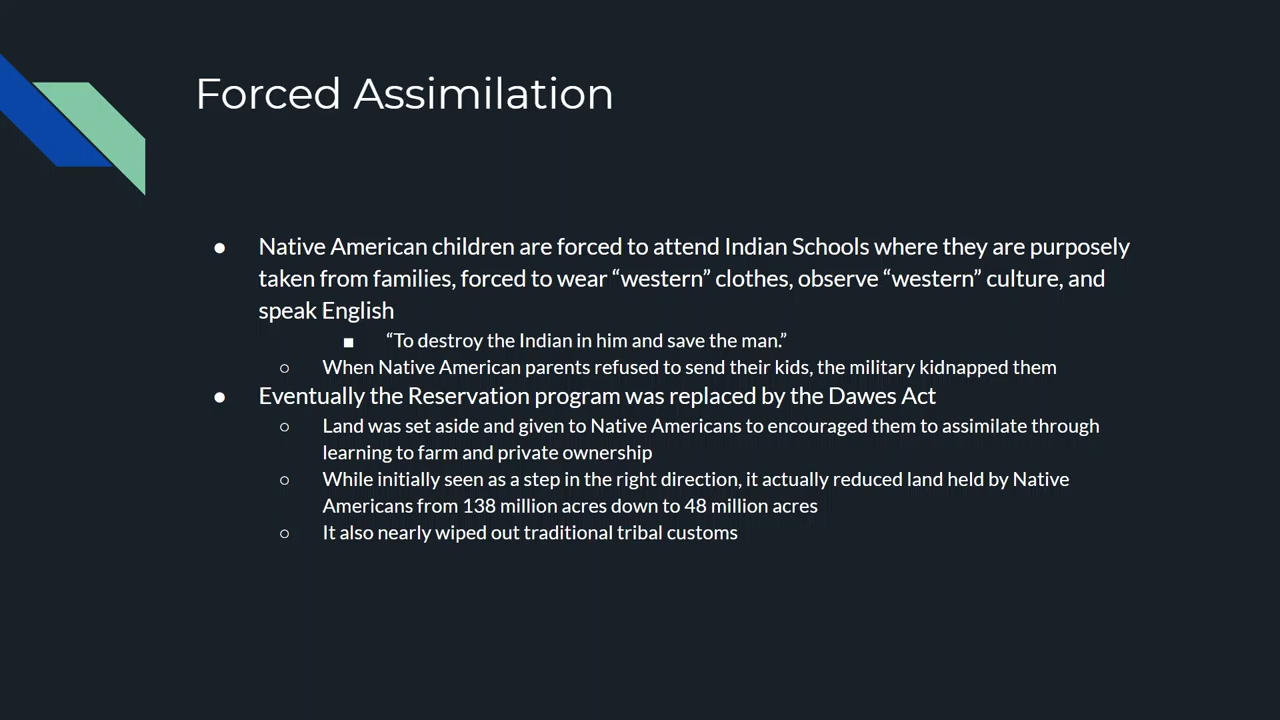 Forced Assimilation
● Native American children are forced to attend Indian Schools where they are purposely
taken from families, forced to wear “western” clothes, observe “western” culture, and
speak English
■ “To destroy the Indian in him and save the man.”
○ When Native American parents refused to send their kids, the military kidnapped them
● Eventually the Reservation program was replaced by the Dawes Act
○ Land was set aside and given to Native Americans to encouraged them to assimilate through
learning to farm and private ownership
○ While initially seen as a step in the right direction, it actually reduced land held by Native
Americans from 138 million acres down to 48 million acres
○ It also nearly wiped out traditional tribal customs